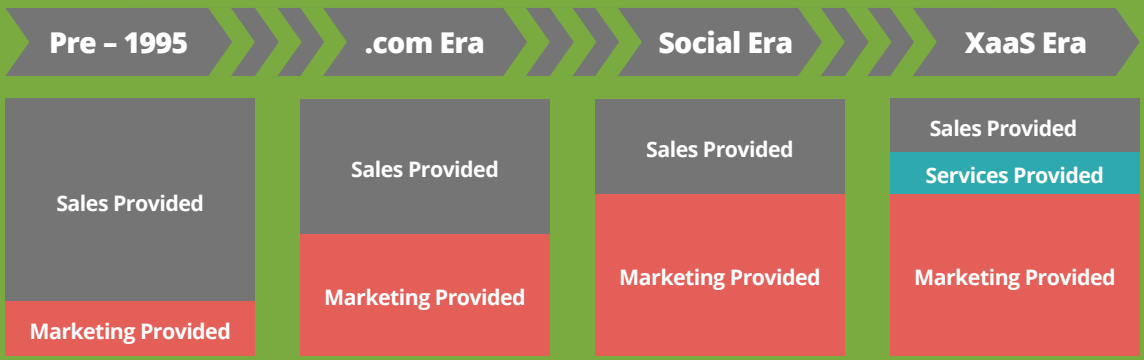 Pre – 1995
.com Era
Social Era
XaaS Era
Sales Provided
Marketing Provided
Sales Provided
Marketing Provided
Sales Provided
Marketing Provided
Sales Provided
Services Provided
Marketing Provided